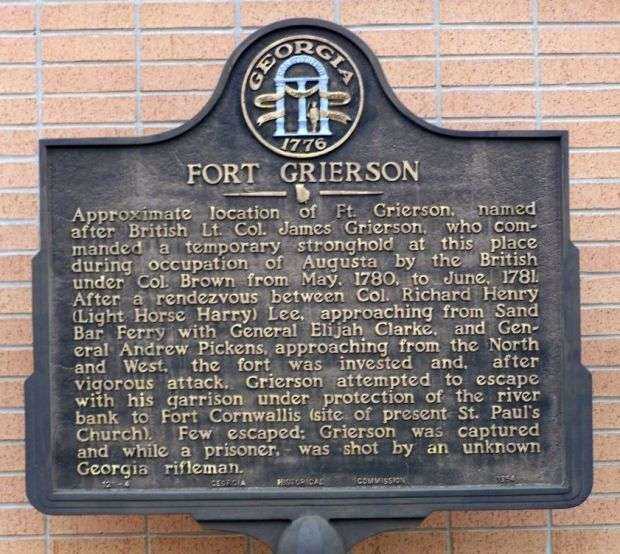 GEORGIA
1776
FORT GRIERSON
Approximate location of Ft. Grierson, named
after British Lt. Col. James Grierson, who com-
manded a temporary stronghold at this place
during occupation of Augusta by the British
under Col. Brown from May, 1780, to June, 1781.
After a rendezvous between Col. Richard Henry
(Light Horse Harry) Lee, approaching from Sand
Bar Ferry with General Elijah Clarke, and Gen-
eral Andrew Pickens, approaching from the North
and West, the fort was invested and, after
vigorous attack, Grierson attempted to escape
with his garrison under protection of the river
bank to Fort Cornwallis (site of present St. Paul's
Church). Few escaped; Grierson was captured
and while a prisoner, was shot by an unknown
Georgia rifleman.
GEORGIA HISTORICAL COMMISSION